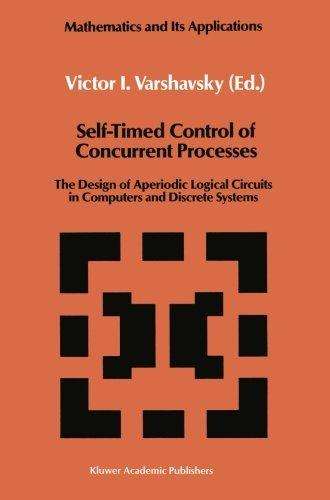 Mathematics and Its Applications
Victor I. Varshavsky (Ed.)
Self-Timed Control of
Concurrent Processes
The Design of Aperiodic Logical Circuits
in Computers and Discrete Systems
Kluwer Academic Publishers